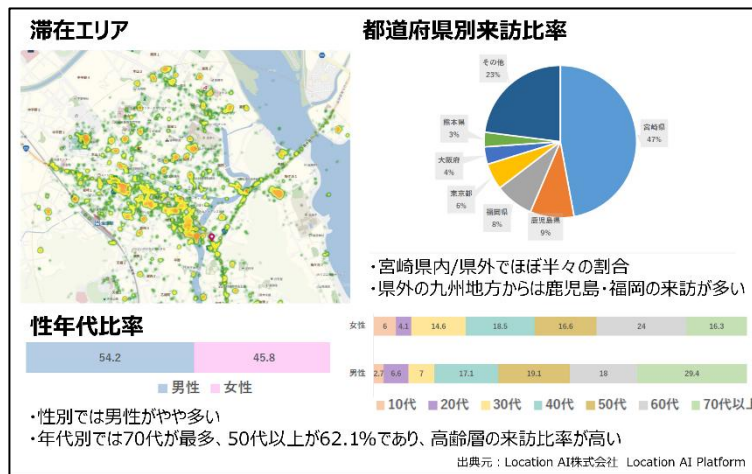 滞在エリア
都道府県別来訪比率
その他
23%
熊本県
3%
大阪府
4%
東京都
6%
福岡県
8%
鹿児島県
9%
宮崎県
47%
・宮崎県内/県外でほぼ半々の割合
・県外の九州地方からは鹿児島・福岡の来訪が多い
性年代比率
54.2 45.8
男性 女性
女性 6 4.1 14.6 18.5 16.6 24 16.3
男性 2.7 6.6 7 17.1 19.1 18 29.4
10代 20代 30代 40代 50代 60代 70代以上
・性別では男性がやや多い
・年代別では70代が最多、50代以上が62.1%であり、高齢層の来訪比率が高い
出典元：Location AI株式会社 Location AI Platform